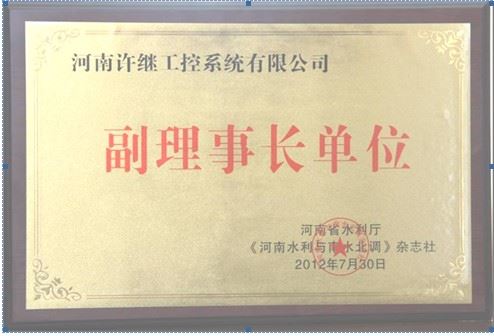 河南许继工控系统有限公司
副理事长单位
河南省水利厅
《河南水利与南水北调》杂志社
2012年7月30日